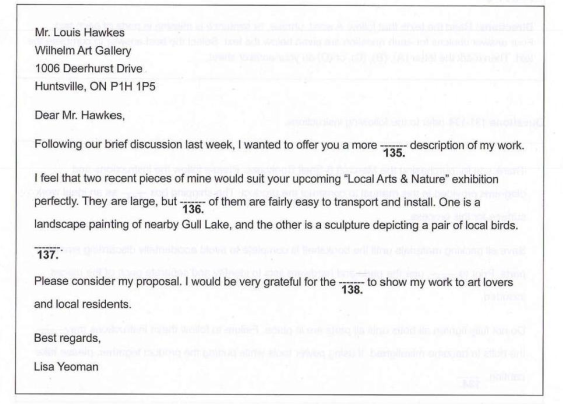 Mr. Louis Hawkes
Wilhelm Art Gallery
1006 Deerhurst Drive
Huntsville, ON P1H 1P5
Dear Mr. Hawkes,
Following our brief discussion last week, I wanted to offer you a more ------- description of my work.
135.
I feel that two recent pieces of mine would suit your upcoming “Local Arts & Nature” exhibition
perfectly. They are large, but ------- of them are fairly easy to transport and install. One is a
136.
landscape painting of nearby Gull Lake, and the other is a sculpture depicting a pair of local birds.
-------.
137.
Please consider my proposal. I would be very grateful for the ------- to show my work to art lovers
138.
and local residents.
Best regards,
Lisa Yeoman